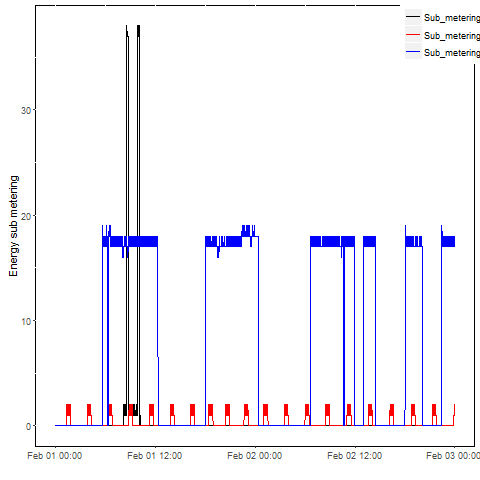 Sub_metering
Sub_metering
Sub_metering
Energy sub metering
30
20
10
0
Feb 01 00:00
Feb 01 12:00
Feb 02 00:00
Feb 02 12:00
Feb 03 00:00